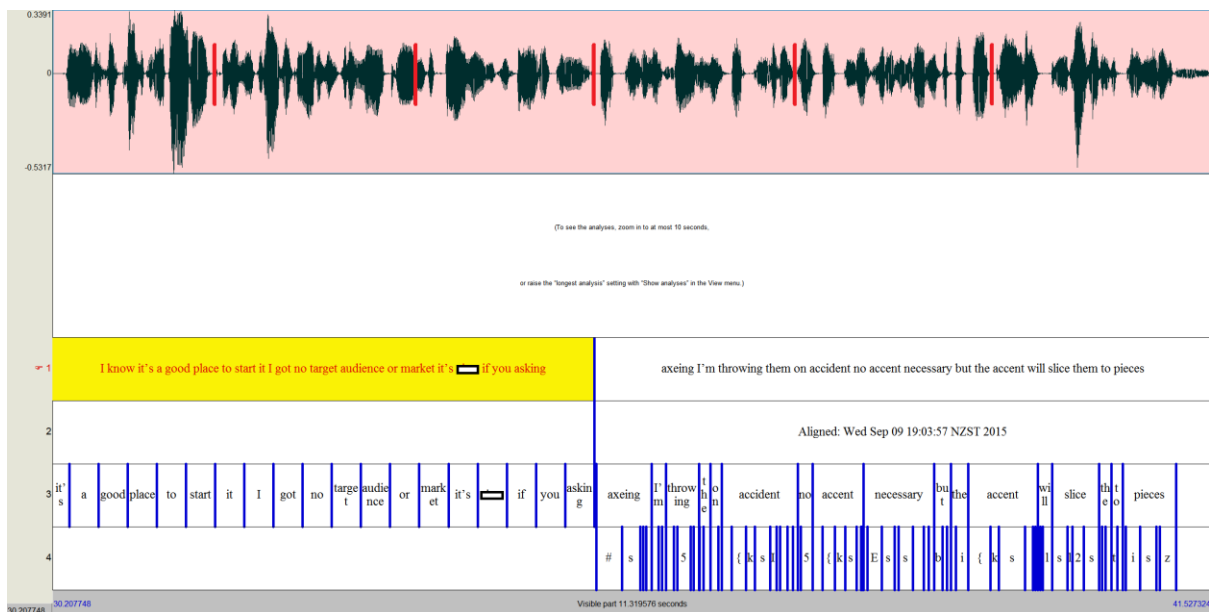 0.3391
0
-0.5317
(To see the analyses, zoom in to at most 10 seconds,
or raise the "longest analysis" setting with "Show analyses" in the View menu.)
1
I know it's a good place to start it I got no target audience or market it's if you asking
axeing I'm throwing them on accident no accent necessary but the accent will slice them to pieces
2
Aligned: Wed Sep 09 19:03:57 NZST 2015
3
it's a good place to start it I got no target audience or market it's if you asking axeing I'm throwing the on accident no accent necessary but the accent will slice the to pieces
4
# s 5 { k s I 5 { k s E s s b i { k s l s l 2 s t i s z
30.207748
30.207748
Visible part 11.319576 seconds
41.527324